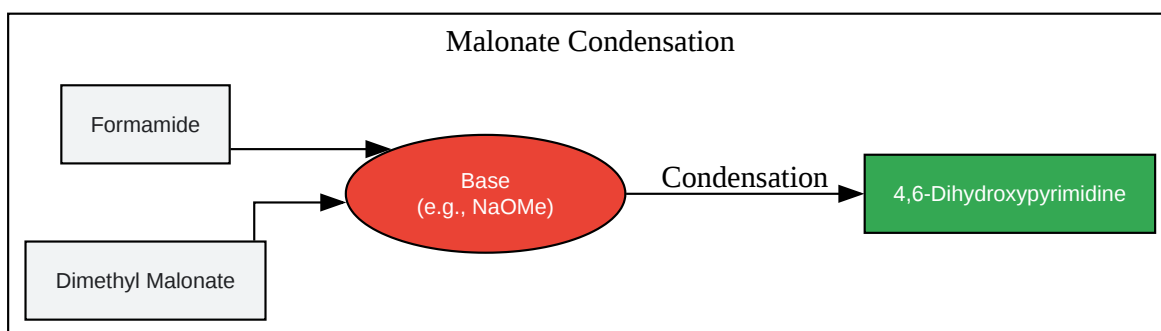 Malonate Condensation
Formamide
Base
(e.g., NaOMe)
Condensation
4,6-Dihydroxypyrimidine
Dimethyl Malonate